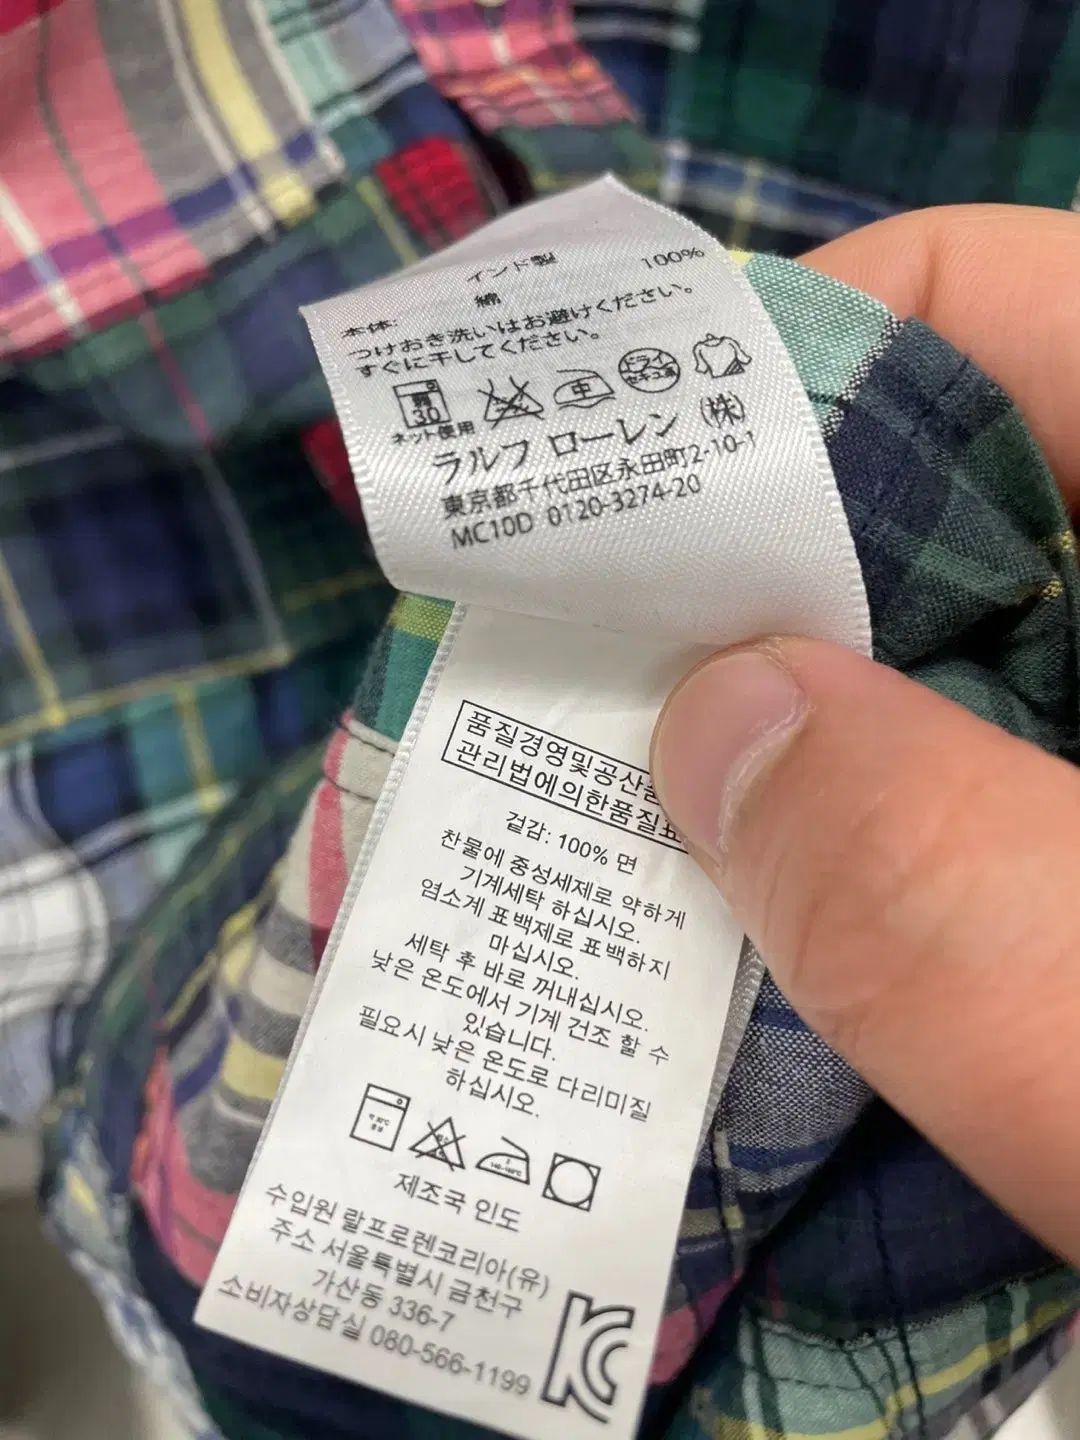 インド製
本体: 綿 100%
つけおき洗いはお避けください。
すぐに干してください。
弱
30
中
ドライ
セキユ系
ネット使用
ラルフ ローレン (株)
東京都千代田区永田町2-10-1
MC10D 0120-3274-20
품질경영및공산품
관리법에의한품질표
겉감: 100% 면
찬물에 중성세제로 약하게
기계세탁 하십시오.
염소계 표백제로 표백하지
마십시오.
세탁 후 바로 꺼내십시오.
낮은 온도에서 기계 건조 할 수
있습니다.
필요시 낮은 온도로 다리미질
하십시오.
제조국 인도
수입원 랄프로렌코리아(유)
주소 서울특별시 금천구
가산동 336-7
소비자상담실 080-566-1199